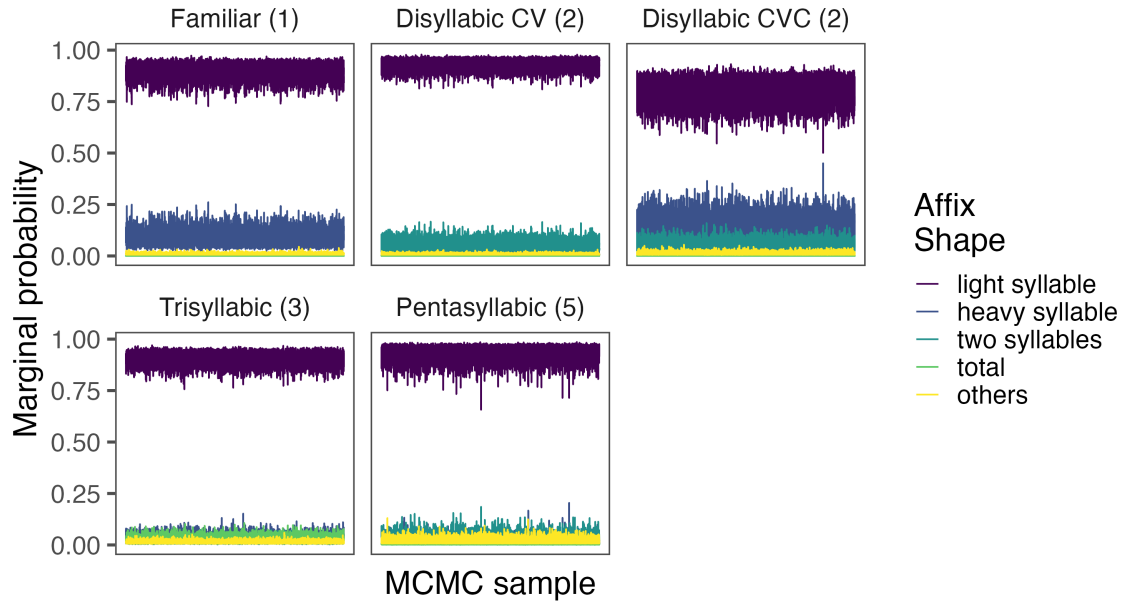 Familiar (1)
Disyllabic CV (2)
Disyllabic CVC (2)
1.00
0.75
0.50
0.25
0.00
Trisyllabic (3)
Pentasyllabic (5)
1.00
0.75
0.50
0.25
0.00
Marginal probability
MCMC sample
Affix
Shape
light syllable
heavy syllable
two syllables
total
others